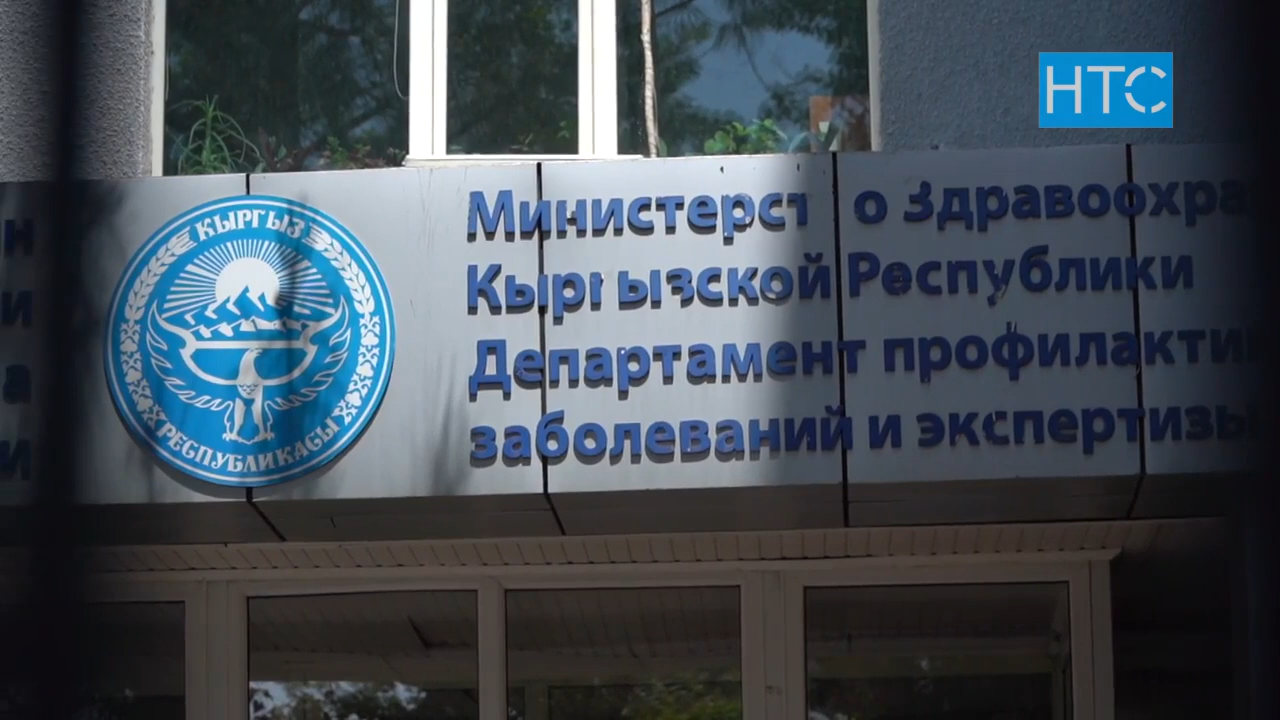 НТС
КЫРГЫЗ
РЕСПУБЛИКАСЫ
Министерст о Здравоохра
Кыргызской Республики
Департамент профилакти
заболеваний и экспертизы